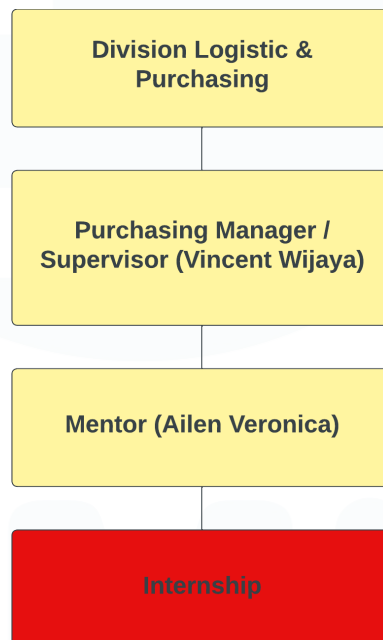 Division Logistic &
Purchasing
Purchasing Manager /
Supervisor (Vincent Wijaya)
Mentor (Ailen Veronica)
Internship